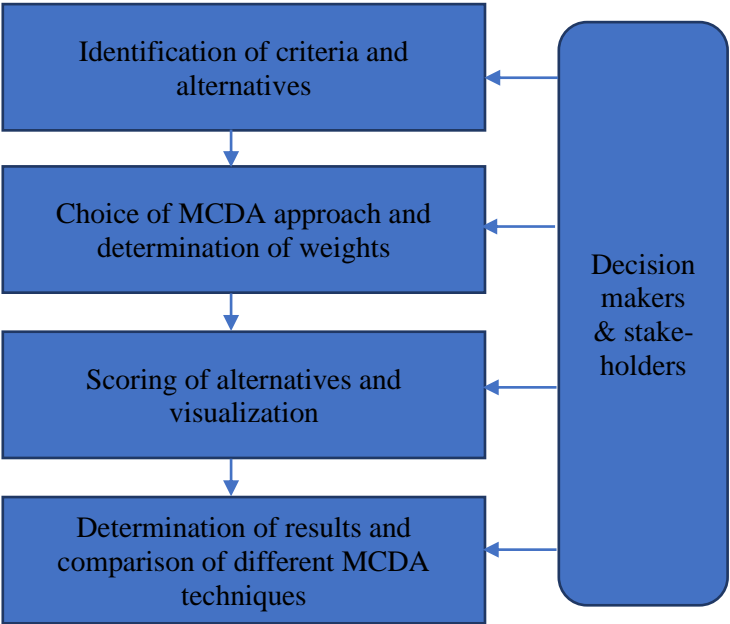 Identification of criteria and
alternatives
Choice of MCDA approach and
determination of weights
Scoring of alternatives and
visualization
Determination of results and
comparison of different MCDA
techniques
Decision
makers
& stake-
holders